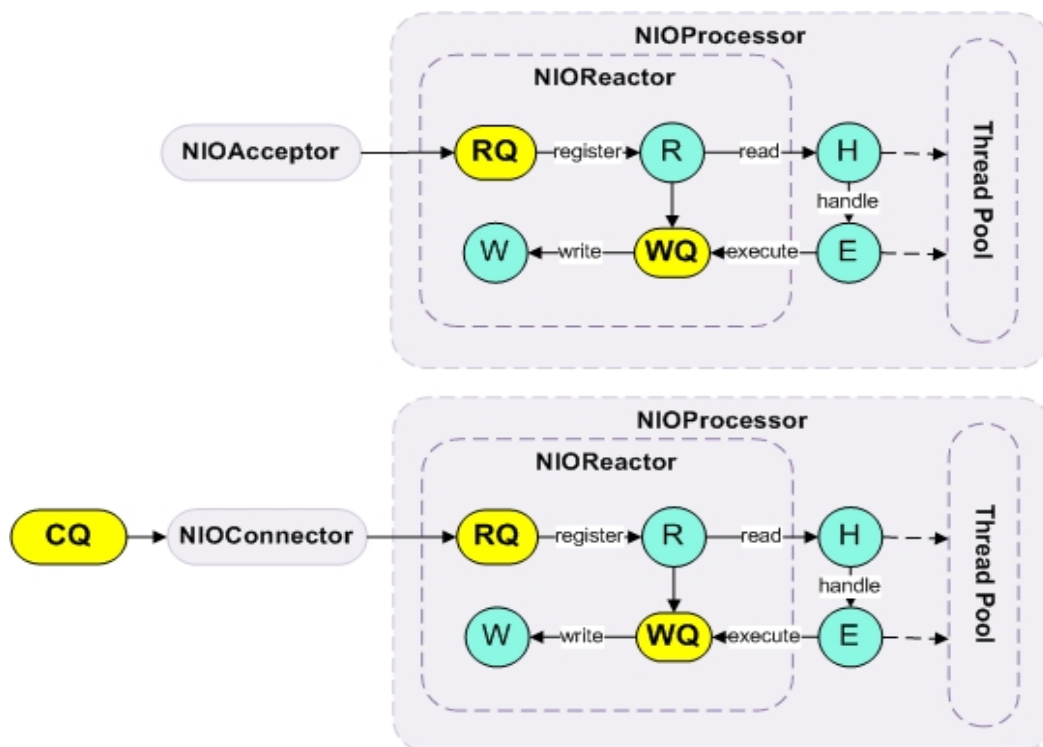 NIOProcessor
NIOReactor
NIOAcceptor
RQ
register
R
read
H
handle
W
write
WQ
execute
E
Thread Pool
NIOProcessor
NIOReactor
CQ
NIOConnector
RQ
register
R
read
H
handle
W
write
WQ
execute
E
Thread Pool